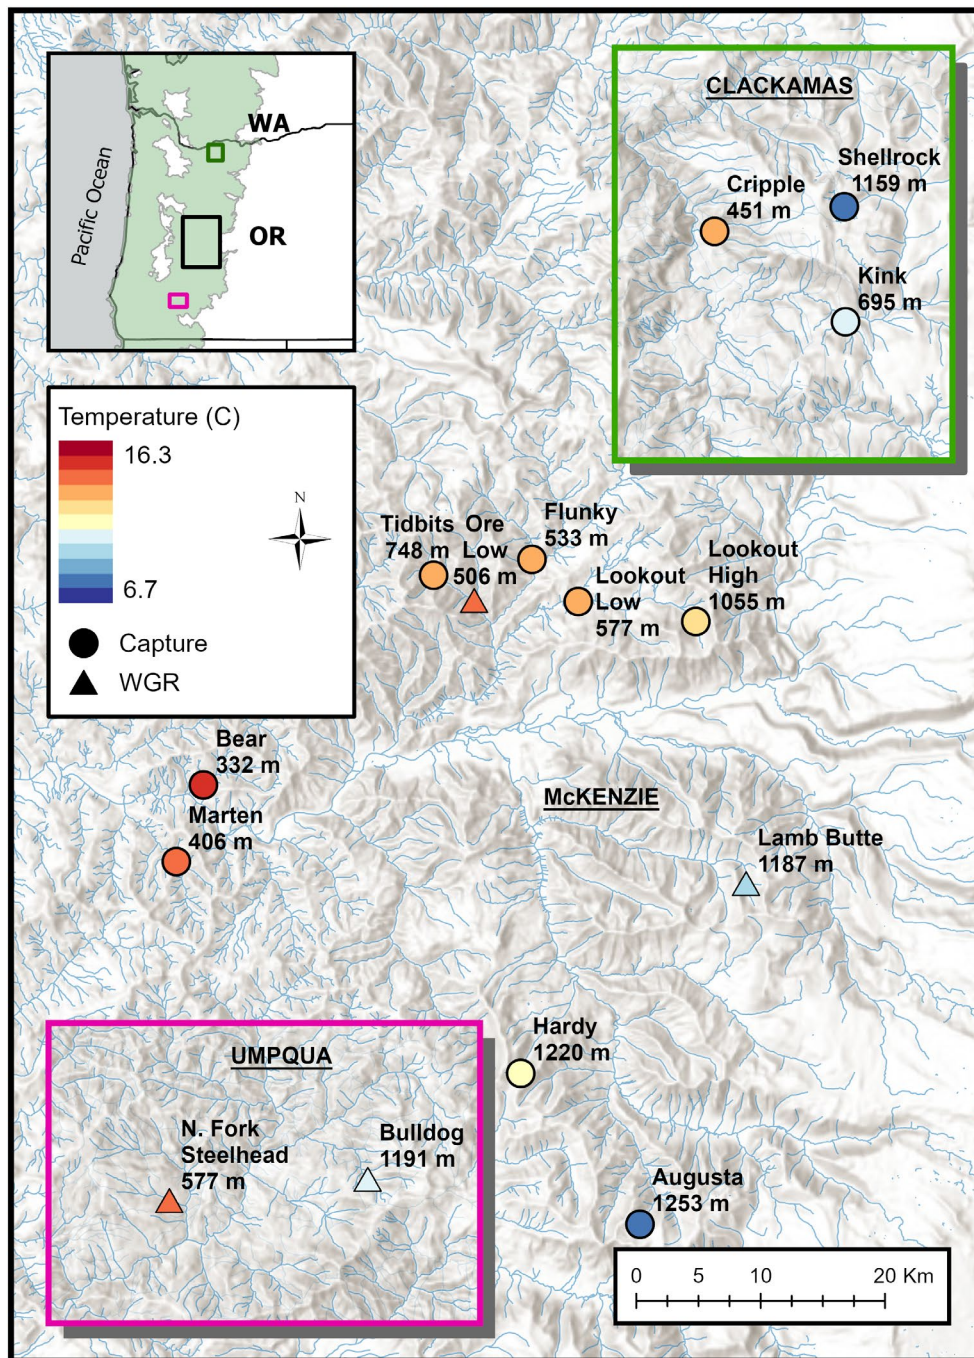 Pacific Ocean
WA
OR
CLACKAMAS
Shellrock
1159 m
Cripple
451 m
Kink
695 m
Temperature (C)
16.3
6.7
N
Capture
WGR
Tidbits
748 m
Ore
Low
506 m
Flunky
533 m
Lookout
Low
577 m
Lookout
High
1055 m
Bear
332 m
Marten
406 m
McKENZIE
Lamb Butte
1187 m
Hardy
1220 m
UMPQUA
N. Fork
Steelhead
577 m
Bulldog
1191 m
Augusta
1253 m
0 5 10 20 Km